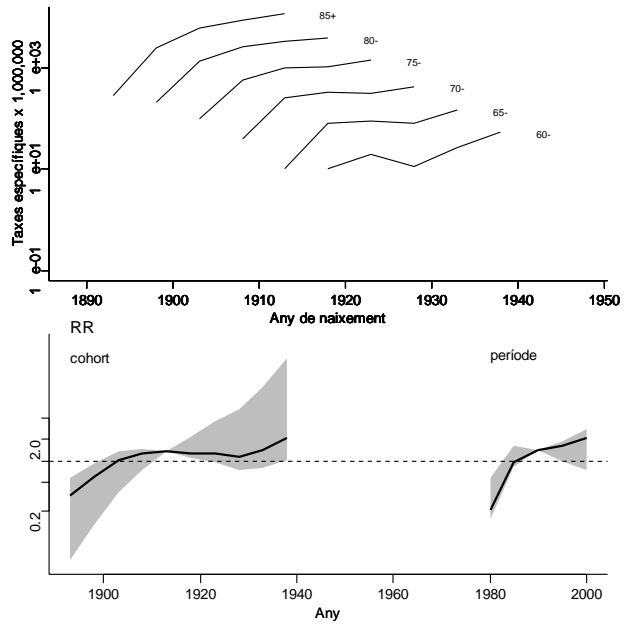 Taxes específiques x 1,000,000
1 e+03
1 e+01
1 e-01
85+
80-
75-
70-
65-
60-
1890 1900 1910 1920 1930 1940 1950
Any de naixement
RR
cohort
període
2.0
0.2
1900 1920 1940 1960 1980 2000
Any